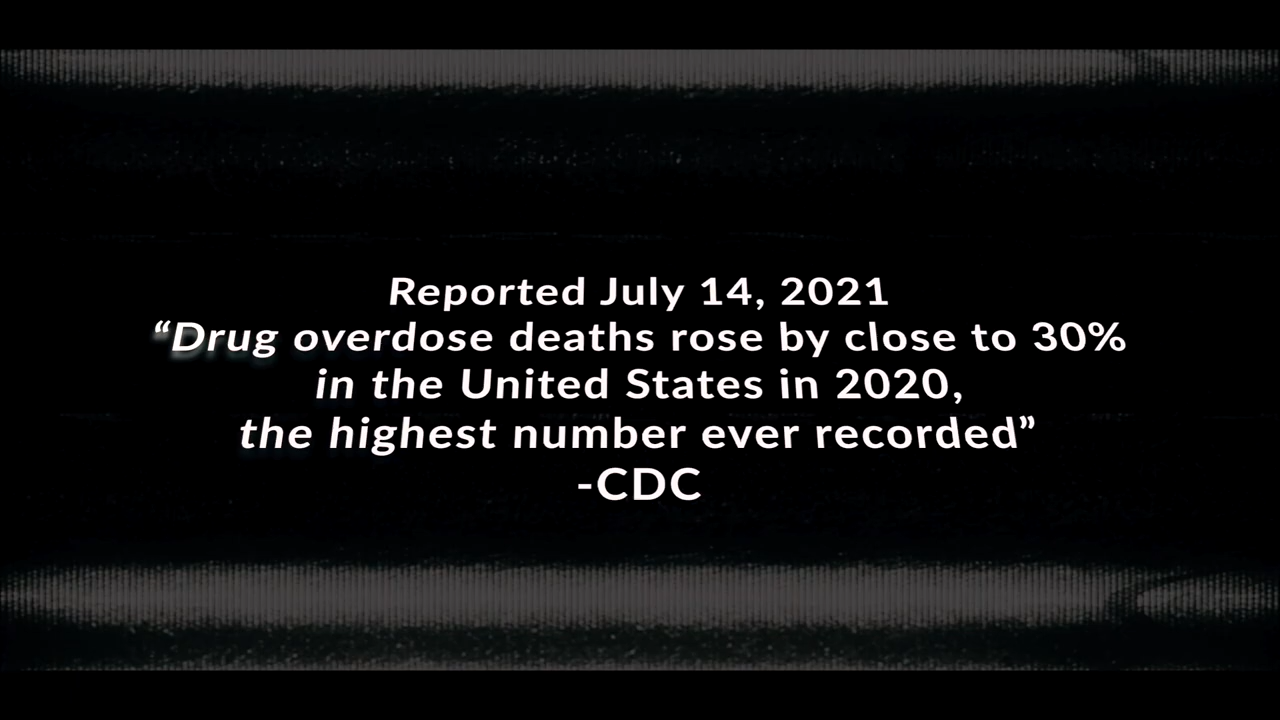 Reported July 14, 2021
“Drug overdose deaths rose by close to 30%
in the United States in 2020,
the highest number ever recorded”
-CDC